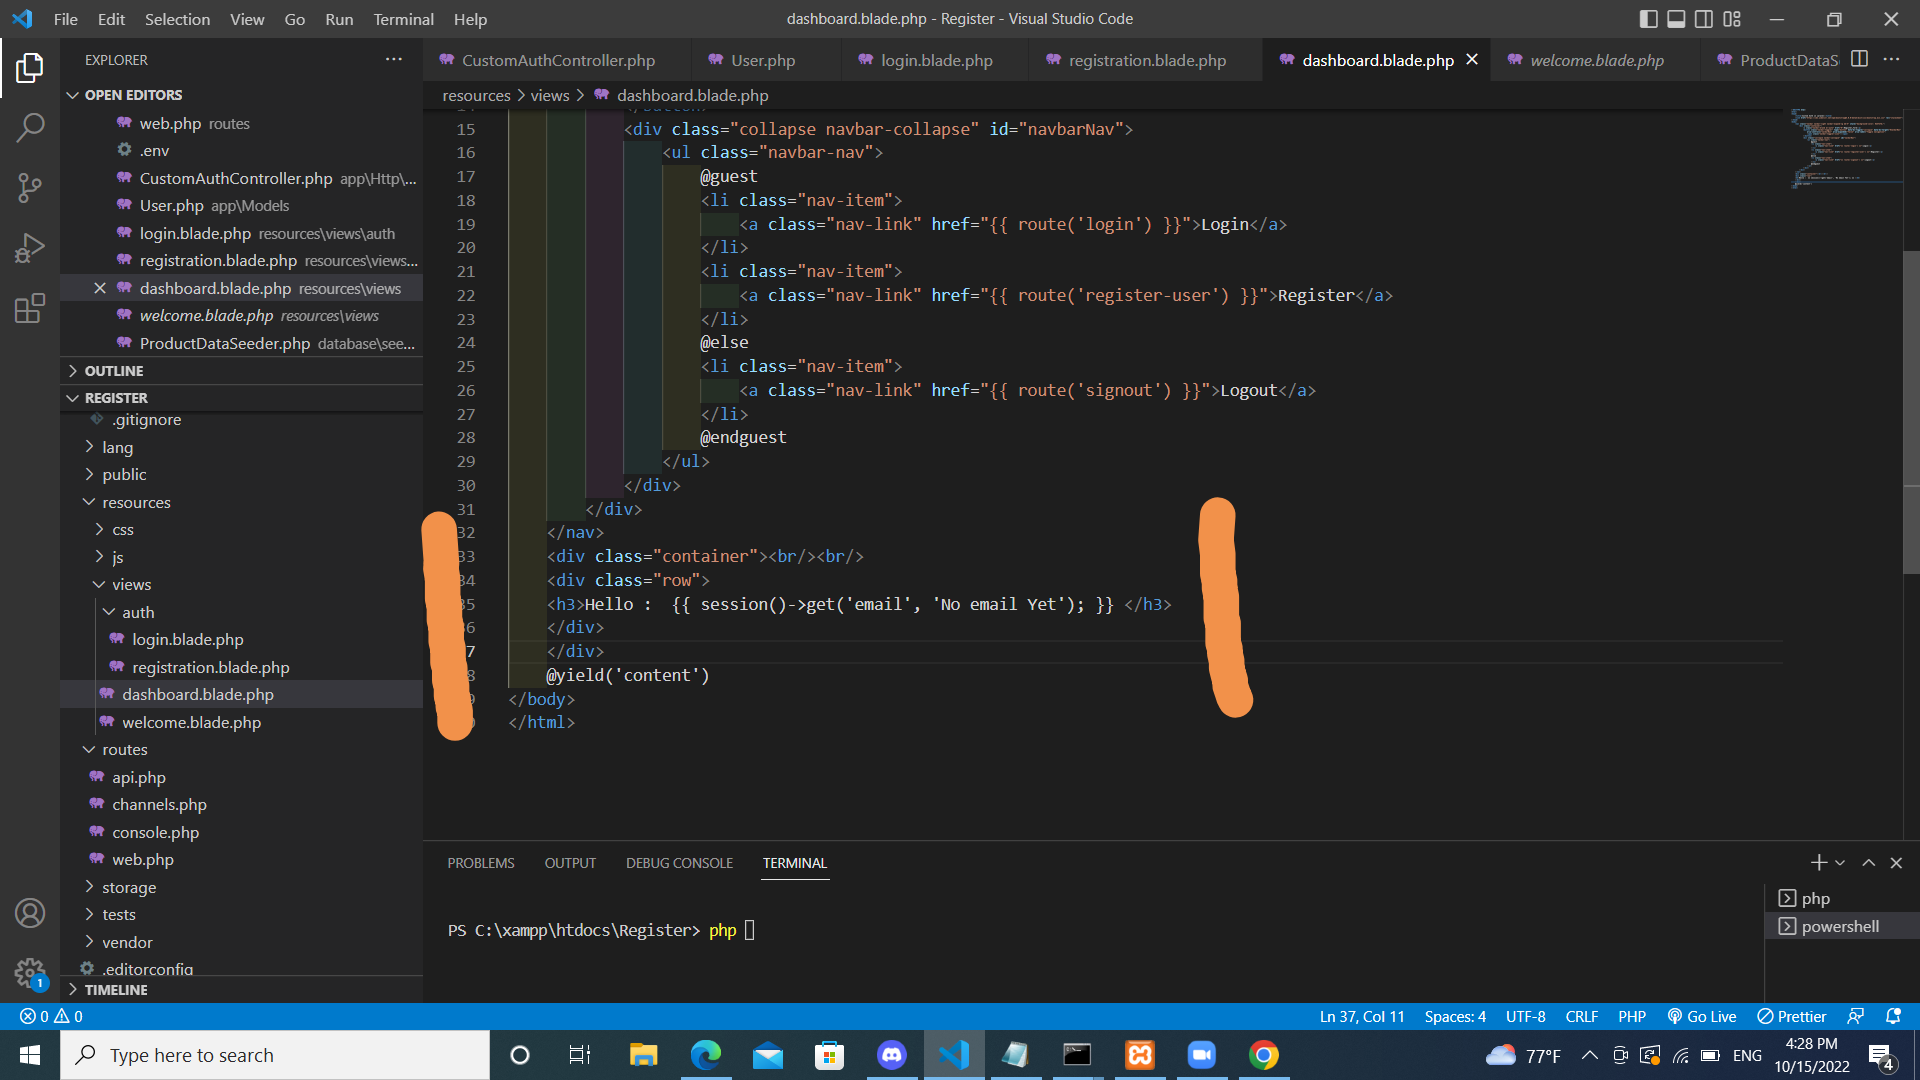 File Edit Selection View Go Run Terminal Help
dashboard.blade.php - Register - Visual Studio Code
EXPLORER
OPEN EDITORS
web.php routes
.env
CustomAuthController.php app\Http\...
User.php app\Models
login.blade.php resources\views\auth
registration.blade.php resources\views...
dashboard.blade.php resources\views
welcome.blade.php resources\views
ProductDataSeeder.php database\see...
OUTLINE
REGISTER
.gitignore
lang
public
resources
css
js
views
auth
login.blade.php
registration.blade.php
dashboard.blade.php
welcome.blade.php
routes
api.php
channels.php
console.php
web.php
storage
tests
vendor
.editorconfig
TIMELINE
CustomAuthController.php User.php login.blade.php registration.blade.php dashboard.blade.php welcome.blade.php ProductDataS
resources > views > dashboard.blade.php
15 <div class="collapse navbar-collapse" id="navbarNav">
16 <ul class="navbar-nav">
17 @guest
18 <li class="nav-item">
19 <a class="nav-link" href="{{ route('login') }}">Login</a>
20 </li>
21 <li class="nav-item">
22 <a class="nav-link" href="{{ route('register-user') }}">Register</a>
23 </li>
24 @else
25 <li class="nav-item">
26 <a class="nav-link" href="{{ route('signout') }}">Logout</a>
27 </li>
28 @endguest
29 </ul>
30 </div>
31 </div>
32 </nav>
33 <div class="container"><br/><br/>
34 <div class="row">
35 <h3>Hello :  {{ session()->get('email', 'No email Yet'); }} </h3>
6 </div>
7 </div>
8 @yield('content')
</body>
</html>
PROBLEMS OUTPUT DEBUG CONSOLE TERMINAL
PS C:\xampp\htdocs\Register> php
php
powershell
1
0 0
Ln 37, Col 11 Spaces: 4 UTF-8 CRLF PHP Go Live Prettier
Type here to search
77°F ENG
4:28 PM
10/15/2022
4